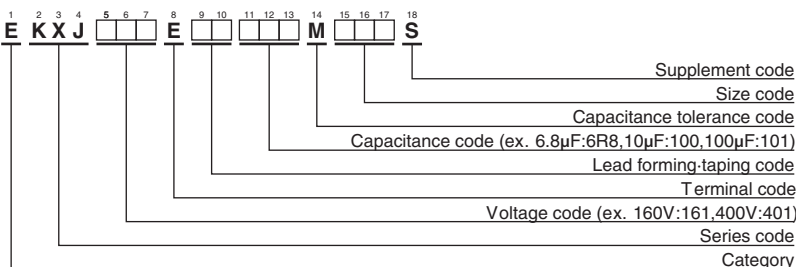 1 2 3 4 5 6 7 8 9 10 11 12 13 14 15 16 17 18
E KXJ □□□ E □□ □□□ M □□□ S
Supplement code
Size code
Capacitance tolerance code
Capacitance code (ex. 6.8µF:6R8,10µF:100,100µF:101)
Lead forming·taping code
Terminal code
Voltage code (ex. 160V:161,400V:401)
Series code
Category